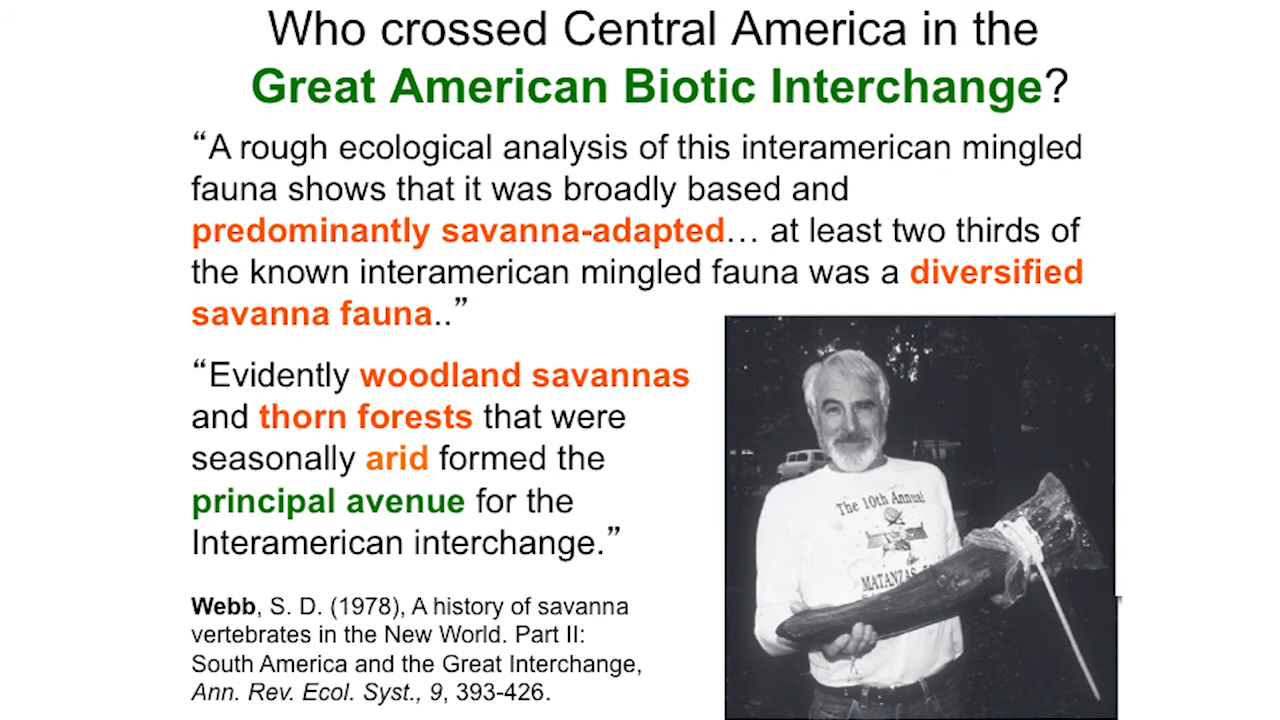 Who crossed Central America in the
Great American Biotic Interchange?
“A rough ecological analysis of this interamerican mingled
fauna shows that it was broadly based and
predominantly savanna-adapted… at least two thirds of
the known interamerican mingled fauna was a diversified
savanna fauna..”
“Evidently woodland savannas
and thorn forests that were
seasonally arid formed the
principal avenue for the
Interamerican interchange.”
Webb, S. D. (1978), A history of savanna
vertebrates in the New World. Part II:
South America and the Great Interchange,
Ann. Rev. Ecol. Syst., 9, 393-426.
The 10th Annual
MATANZAS